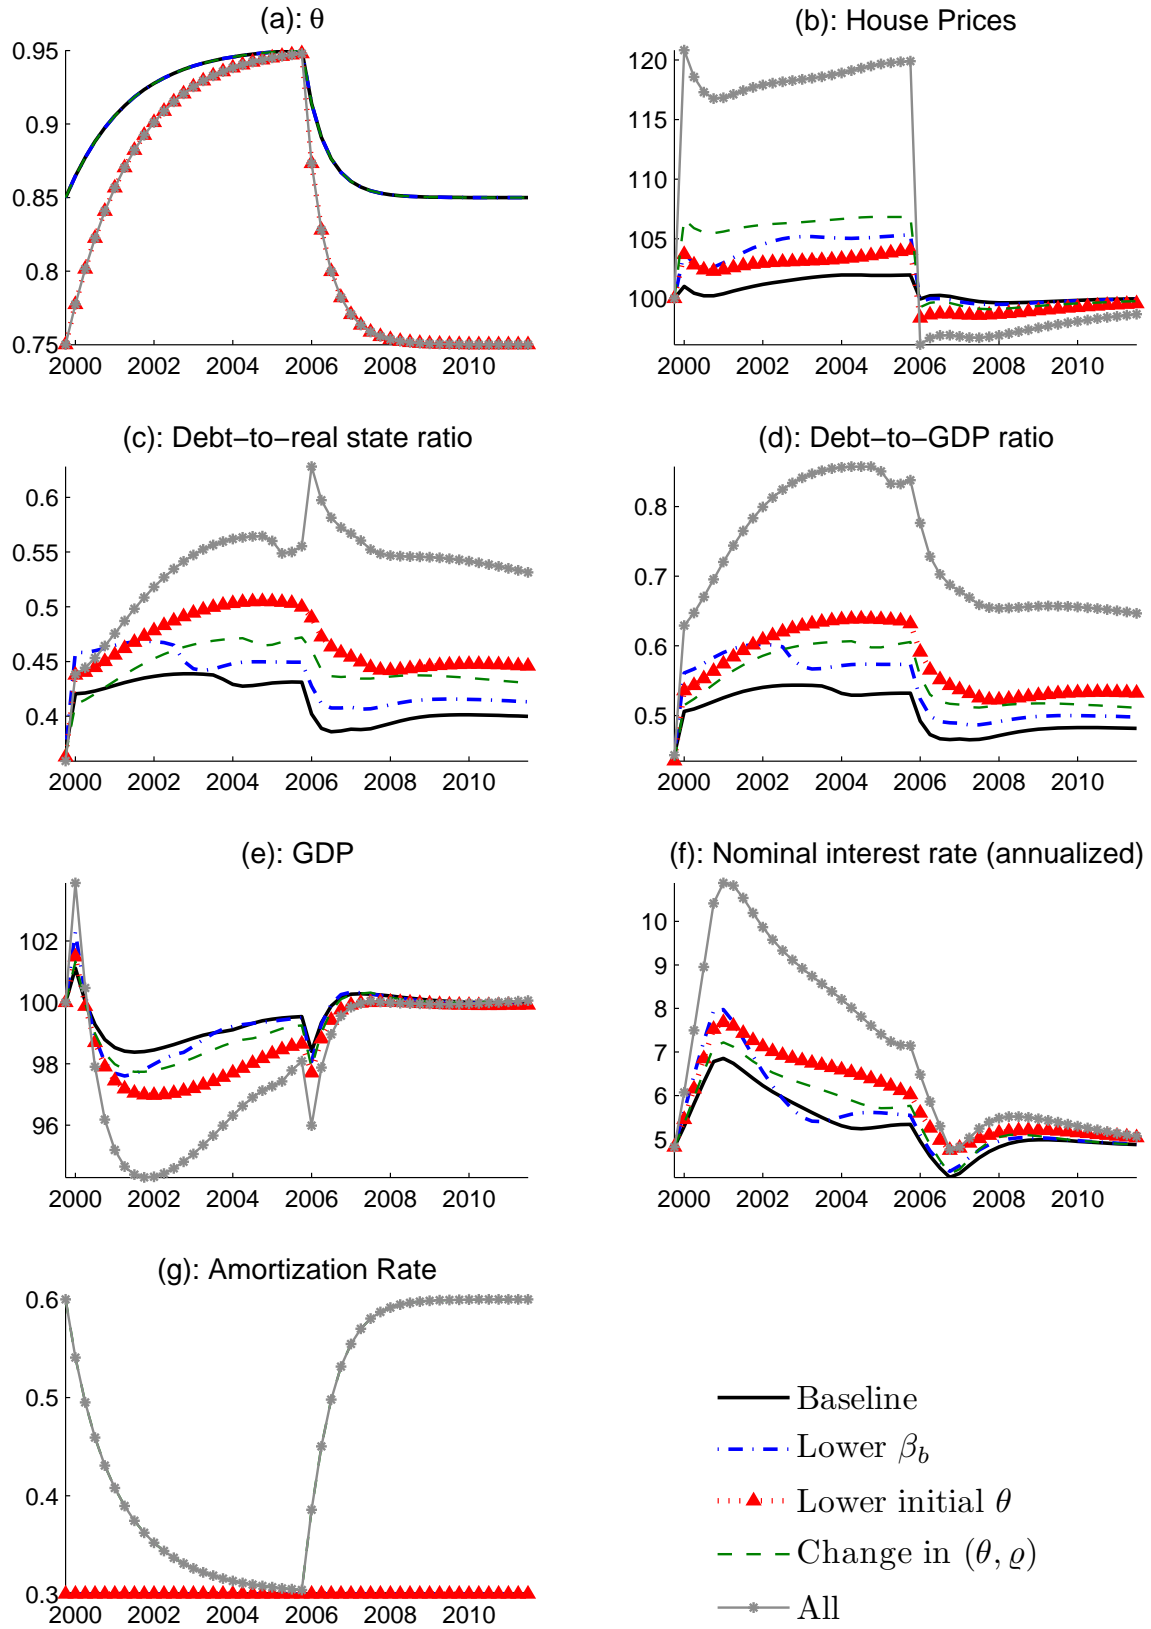 (a): θ
0.95
0.9
0.85
0.8
0.75
2000 2002 2004 2006 2008 2010
(b): House Prices
120
115
110
105
100
2000 2002 2004 2006 2008 2010
(c): Debt−to−real state ratio
0.6
0.55
0.5
0.45
0.4
2000 2002 2004 2006 2008 2010
(d): Debt−to−GDP ratio
0.8
0.7
0.6
0.5
2000 2002 2004 2006 2008 2010
(e): GDP
102
100
98
96
2000 2002 2004 2006 2008 2010
(f): Nominal interest rate (annualized)
10
9
8
7
6
5
2000 2002 2004 2006 2008 2010
(g): Amortization Rate
0.6
0.5
0.4
0.3
2000 2002 2004 2006 2008 2010
Baseline
Lower β_b
Lower initial θ
Change in (θ, ϱ)
All